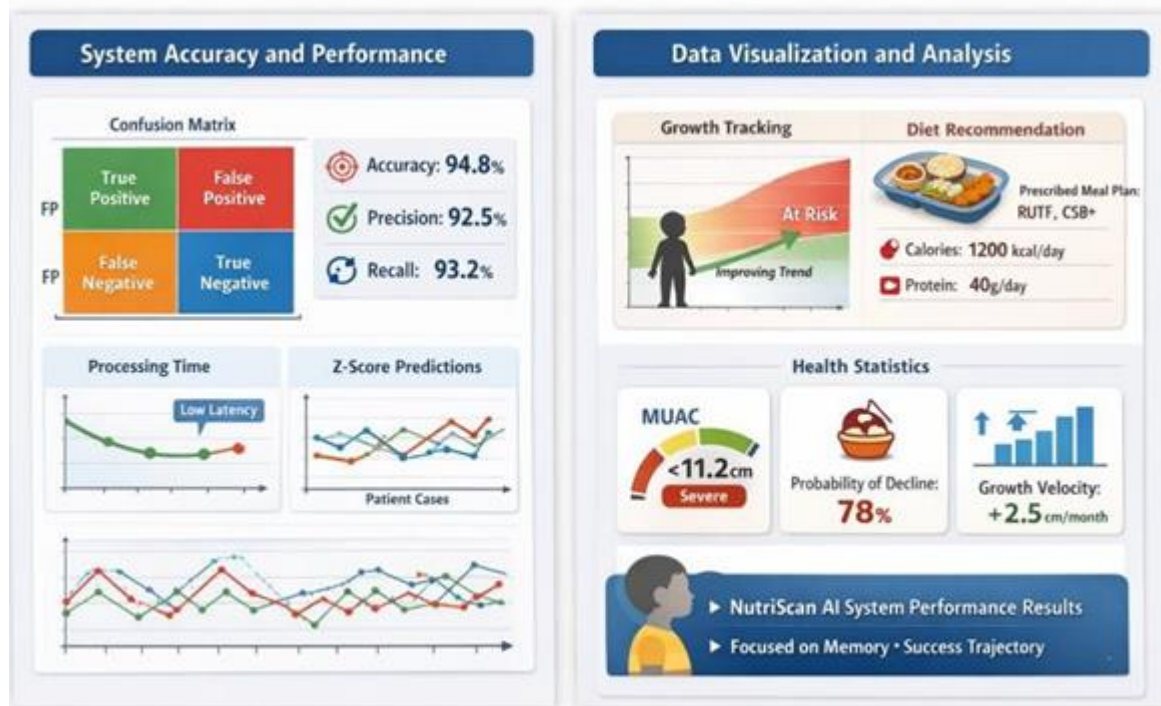 System Accuracy and Performance
Confusion Matrix
True
Positive
False
Positive
FP
False
Negative
True
Negative
FP
Accuracy: 94.8%
Precision: 92.5%
Recall: 93.2%
Processing Time
Low Latency
Z-Score Predictions
Patient Cases
Data Visualization and Analysis
Growth Tracking
At Risk
Improving Trend
Diet Recommendation
Prescribed Meal Plan:
RUTF, CSB+
Calories: 1200 kcal/day
Protein: 40g/day
Health Statistics
MUAC
<11.2cm
Severe
Probability of Decline:
78%
Growth Velocity:
+2.5 cm/month
▶ NutriScan AI System Performance Results
▶ Focused on Memory • Success Trajectory